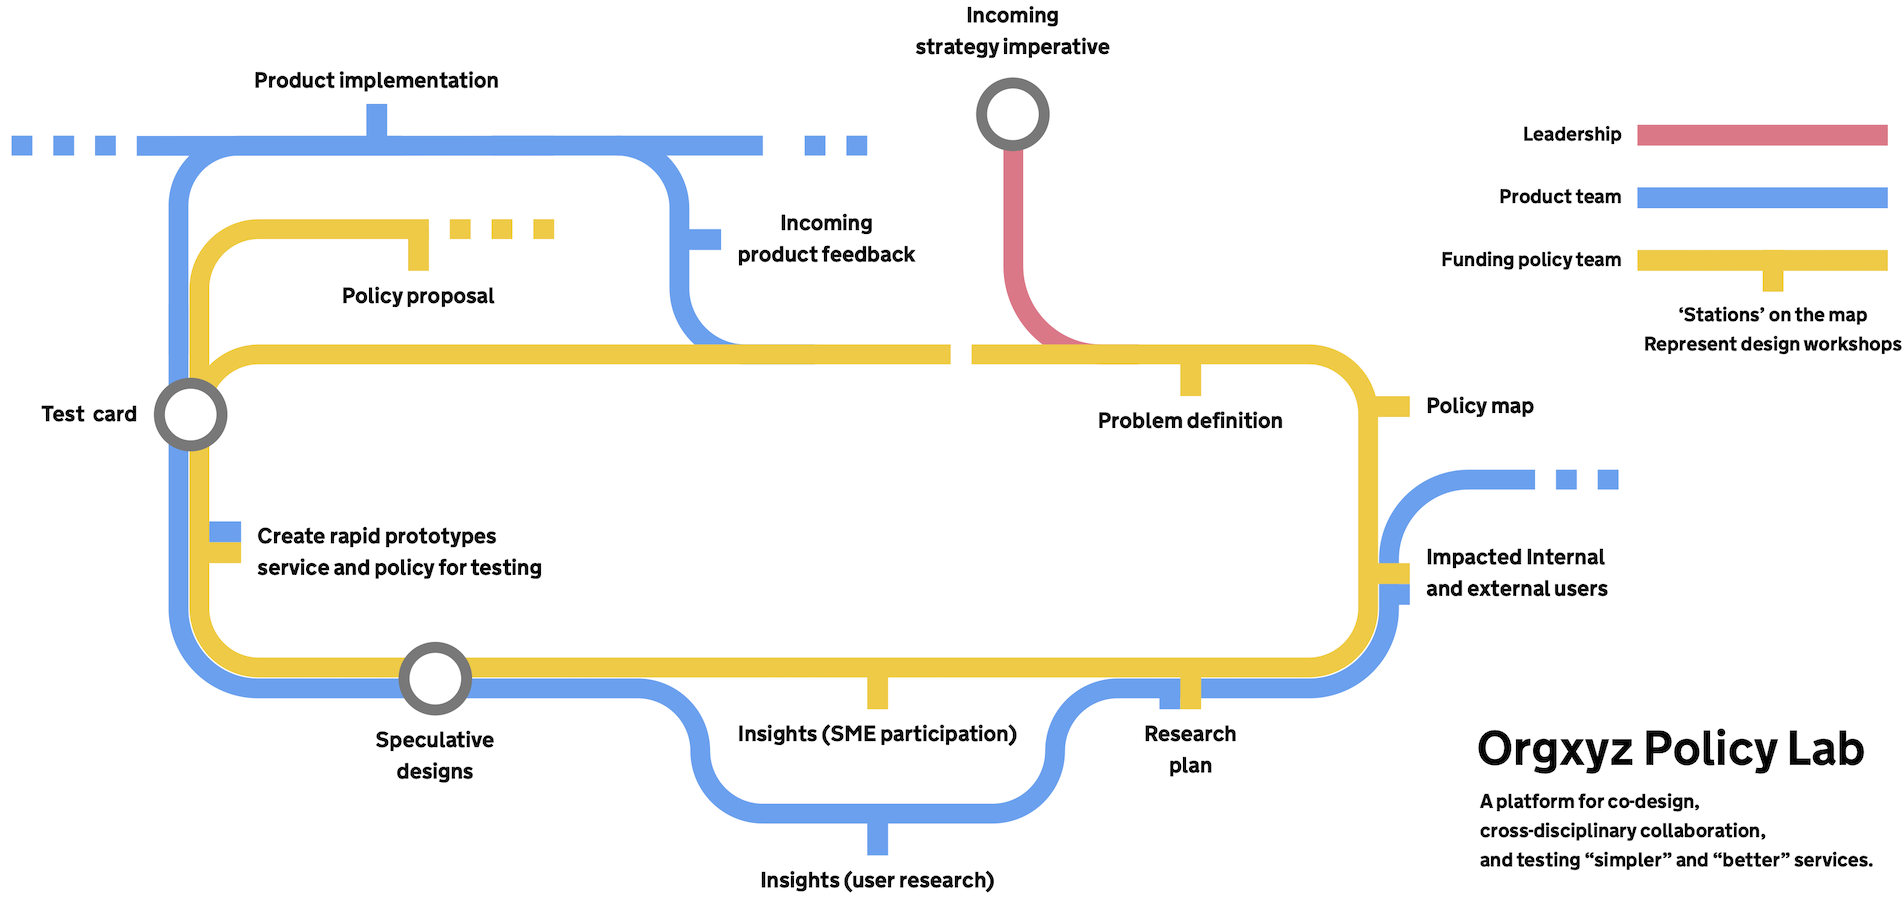 Incoming
strategy imperative
Product implementation
Leadership
Product team
Incoming
product feedback
Funding policy team
Policy proposal
‘Stations’ on the map
Represent design workshops
Test card
Problem definition
Policy map
Create rapid prototypes
service and policy for testing
Impacted Internal
and external users
Speculative
designs
Insights (SME participation)
Research
plan
Insights (user research)
Orgxyz Policy Lab
A platform for co-design,
cross-disciplinary collaboration,
and testing “simpler” and “better” services.